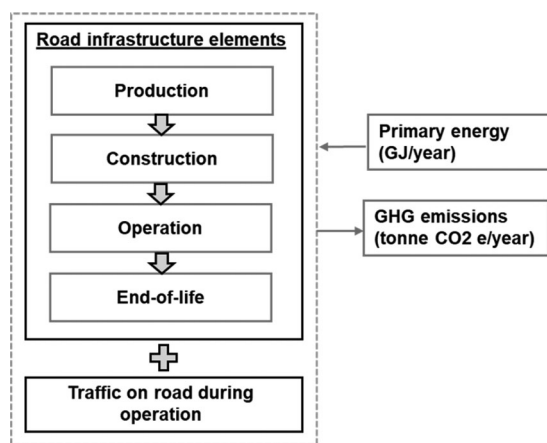 Road infrastructure elements
Production
Construction
Operation
End-of-life
Traffic on road during
operation
Primary energy
(GJ/year)
GHG emissions
(tonne CO2 e/year)